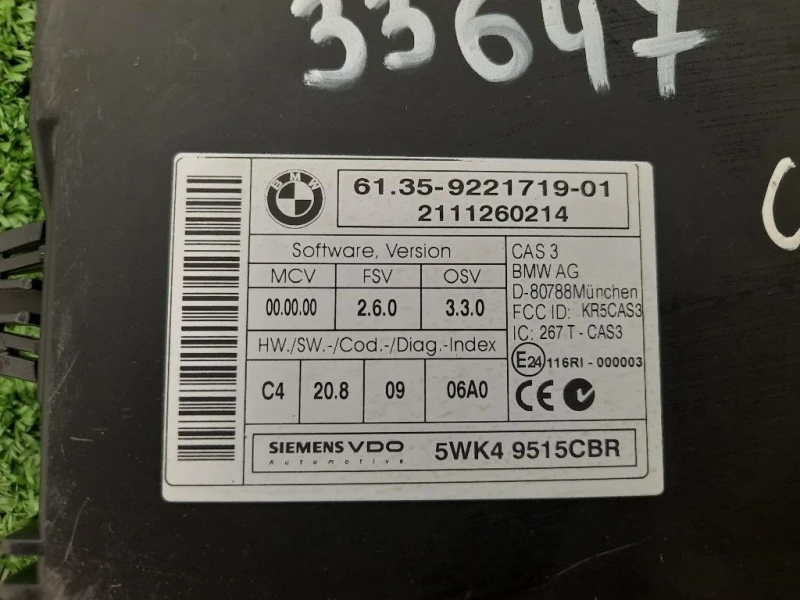 33647
BMW
61.35-9221719-01
2111260214
Software, Version
MCV FSV OSV
00.00.00 2.6.0 3.3.0
HW./SW.-/Cod.-/Diag.-Index
C4 20.8 09 06A0
CAS 3
BMW AG
D-80788München
FCC ID: KR5CAS3
IC: 267 T - CAS3
E24 116RI - 000003
CE
SIEMENS VDO
Automotive
5WK4 9515CBR